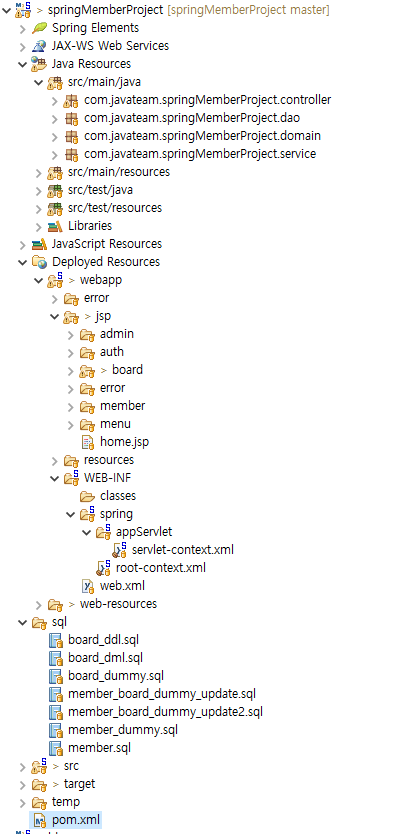 > springMemberProject [springMemberProject master]
> Spring Elements
> JAX-WS Web Services
> Java Resources
src/main/java
> com.javateam.springMemberProject.controller
> com.javateam.springMemberProject.dao
> com.javateam.springMemberProject.domain
> com.javateam.springMemberProject.service
> src/main/resources
> src/test/java
> src/test/resources
> Libraries
> JavaScript Resources
Deployed Resources
> webapp
> error
> jsp
> admin
> auth
> > board
> error
> member
> menu
home.jsp
> resources
WEB-INF
classes
spring
appServlet
servlet-context.xml
root-context.xml
web.xml
> > web-resources
sql
board_ddl.sql
board_dml.sql
board_dummy.sql
member_board_dummy_update.sql
member_board_dummy_update2.sql
member_dummy.sql
member.sql
> > src
> > target
> temp
pom.xml